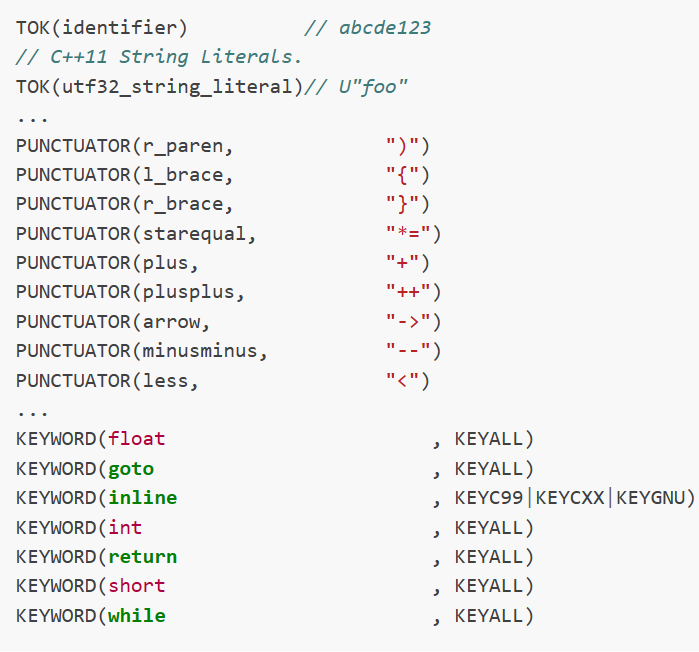 TOK(identifier)          // abcde123
// C++11 String Literals.
TOK(utf32_string_literal)// U"foo"
...
PUNCTUATOR(r_paren,             ")")
PUNCTUATOR(l_brace,             "{")
PUNCTUATOR(r_brace,             "}")
PUNCTUATOR(starequal,           "*=")
PUNCTUATOR(plus,                "+")
PUNCTUATOR(plusplus,            "++")
PUNCTUATOR(arrow,               "->")
PUNCTUATOR(minusminus,          "--")
PUNCTUATOR(less,                "<")
...
KEYWORD(float                       , KEYALL)
KEYWORD(goto                        , KEYALL)
KEYWORD(inline                      , KEYC99|KEYCXX|KEYGNU)
KEYWORD(int                         , KEYALL)
KEYWORD(return                      , KEYALL)
KEYWORD(short                       , KEYALL)
KEYWORD(while                       , KEYALL)